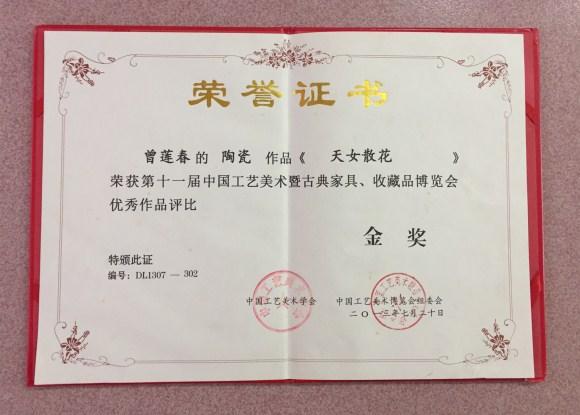 荣誉证书
曾莲春的 陶瓷 作品《 天女散花 》
荣获第十一届中国工艺美术暨古典家具、收藏品博览会
优秀作品评比
金 奖
特颁此证
编号：DL1307 — 302
中国工艺美术学会 中国工艺美术博览会组委会
二〇一三年七月二十日